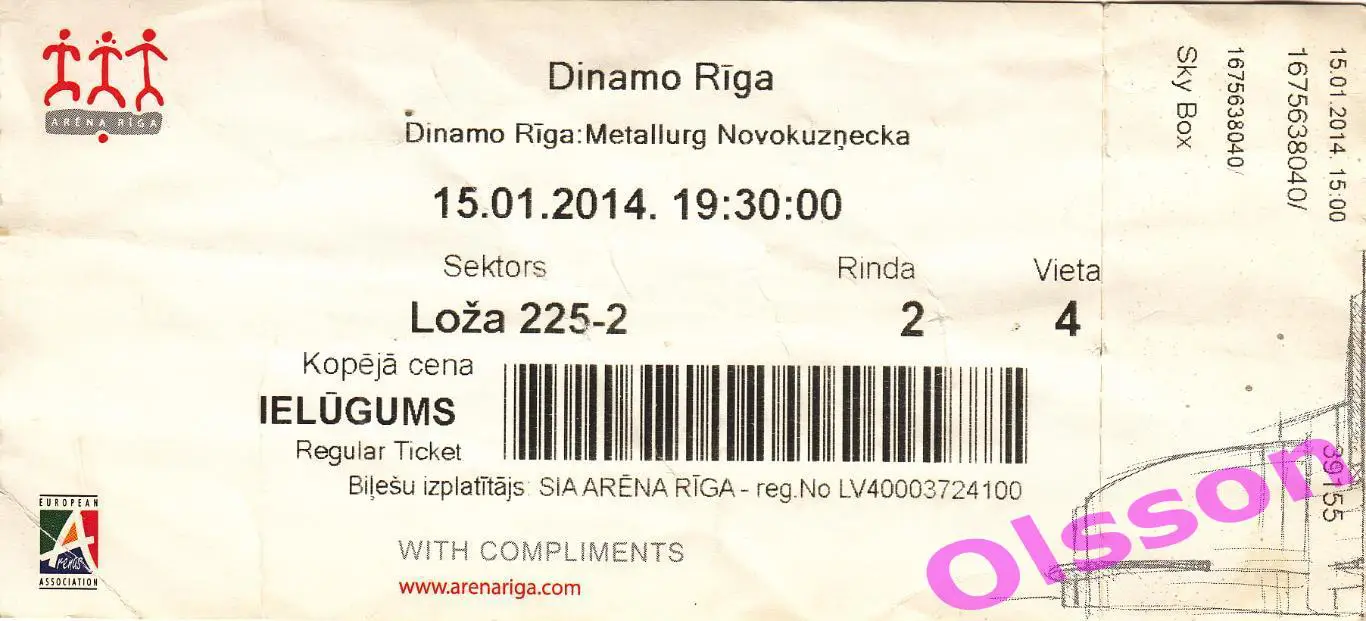 ARĒNA RĪGA
Dinamo Rīga
Dinamo Rīga:Metallurg Novokuzņecka
15.01.2014. 19:30:00
Sektors Rinda Vieta
Loža 225-2 2 4
Kopējā cena
IELŪGUMS
Regular Ticket
Biļešu izplatītājs: SIA ARĒNA RĪGA - reg.No LV40003724100
WITH COMPLIMENTS
www.arenariga.com
EUROPEAN
Arenas
ASSOCIATION
15.01.2014. 15:00
1675638040/
1675638040/
Sky Box
39155
Olsson